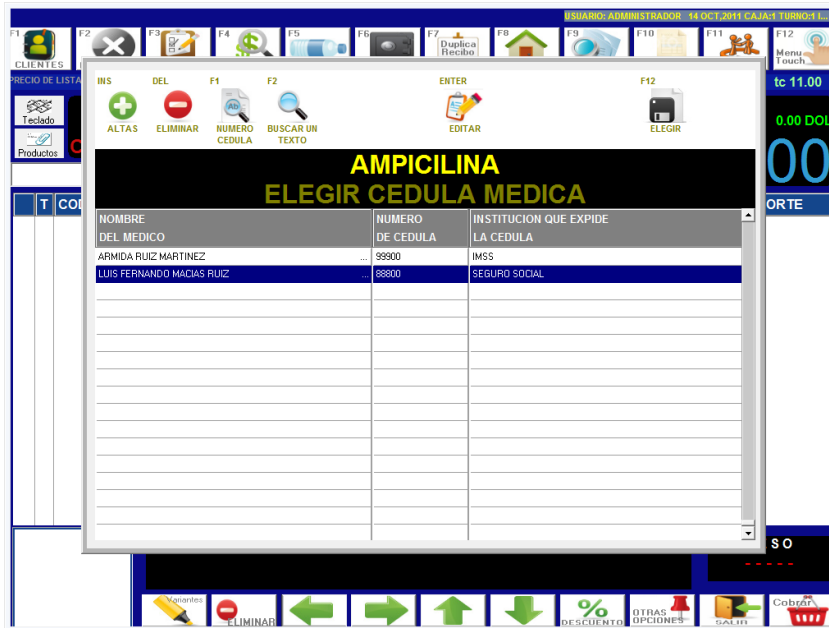 USUARIO: ADMINISTRADOR 14 OCT,2011 CAJA:1 TURNO:1 I...
F1 F2 F3 F4 F5 F6 F7 F8 F9 F10 F11 F12
Duplica
Recibo
Menu
Touch
CLIENTES
PRECIO DE LISTA
tc 11.00
Teclado
Productos
0.00 DOL
00
INS DEL F1 F2 ENTER F12
ALTAS ELIMINAR NUMERO CEDULA BUSCAR UN TEXTO EDITAR ELEGIR
AMPICILINA
ELEGIR CEDULA MEDICA
T COD ORTE
NOMBRE DEL MEDICO NUMERO DE CEDULA INSTITUCION QUE EXPIDE LA CEDULA
ARMIDA RUIZ MARTINEZ ... 99900 IMSS
LUIS FERNANDO MACIAS RUIZ ... 88800 SEGURO SOCIAL
S O
- - - - -
Variantes
ELIMINAR
%
DESCUENTO
OTRAS
OPCIONES
SALIR
Cobrar